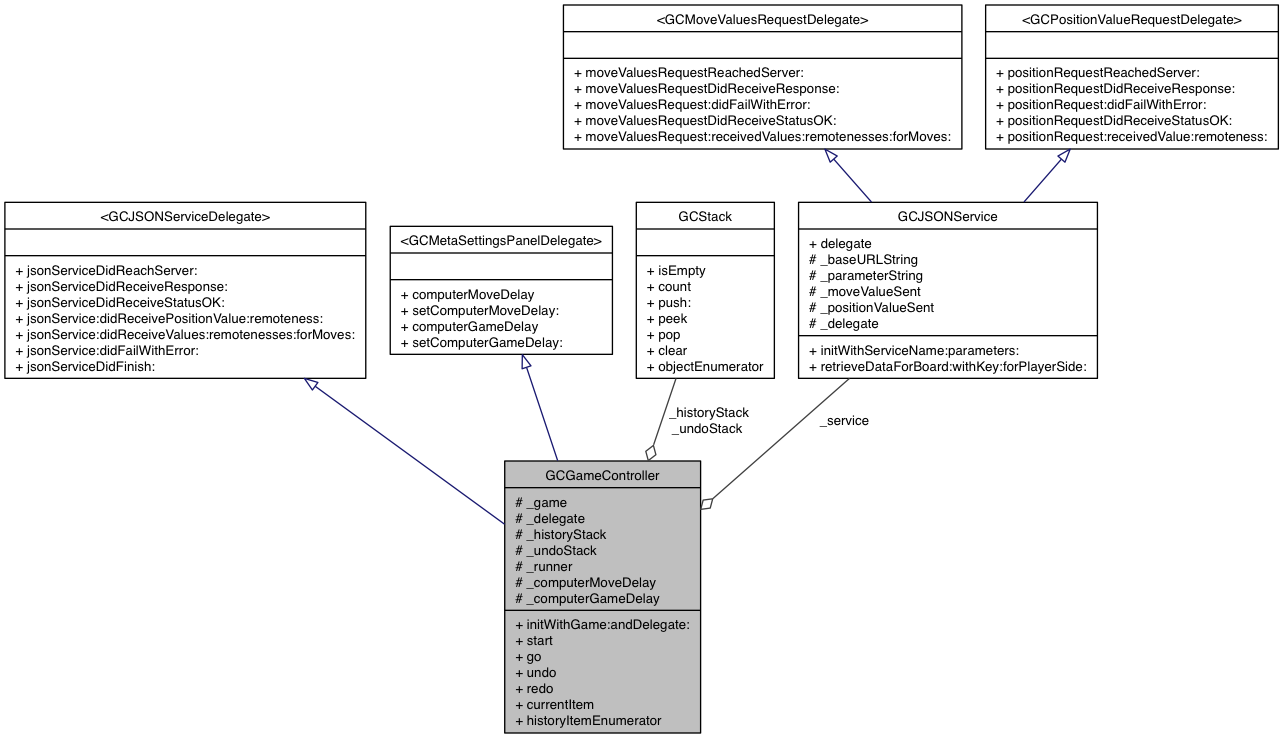 <GCMoveValuesRequestDelegate>
+ moveValuesRequestReachedServer:
+ moveValuesRequestDidReceiveResponse:
+ moveValuesRequest:didFailWithError:
+ moveValuesRequestDidReceiveStatusOK:
+ moveValuesRequest:receivedValues:remotenesses:forMoves:
<GCPositionValueRequestDelegate>
+ positionRequestReachedServer:
+ positionRequestDidReceiveResponse:
+ positionRequest:didFailWithError:
+ positionRequestDidReceiveStatusOK:
+ positionRequest:receivedValue:remoteness:
<GCJSONServiceDelegate>
+ jsonServiceDidReachServer:
+ jsonServiceDidReceiveResponse:
+ jsonServiceDidReceiveStatusOK:
+ jsonService:didReceivePositionValue:remoteness:
+ jsonService:didReceiveValues:remotenesses:forMoves:
+ jsonService:didFailWithError:
+ jsonServiceDidFinish:
<GCMetaSettingsPanelDelegate>
+ computerMoveDelay
+ setComputerMoveDelay:
+ computerGameDelay
+ setComputerGameDelay:
GCStack
+ isEmpty
+ count
+ push:
+ peek
+ pop
+ clear
+ objectEnumerator
GCJSONService
+ delegate
# _baseURLString
# _parameterString
# _moveValueSent
# _positionValueSent
# _delegate
+ initWithServiceName:parameters:
+ retrieveDataForBoard:withKey:forPlayerSide:
_historyStack
_undoStack
_service
GCGameController
# _game
# _delegate
# _historyStack
# _undoStack
# _runner
# _computerMoveDelay
# _computerGameDelay
+ initWithGame:andDelegate:
+ start
+ go
+ undo
+ redo
+ currentItem
+ historyItemEnumerator